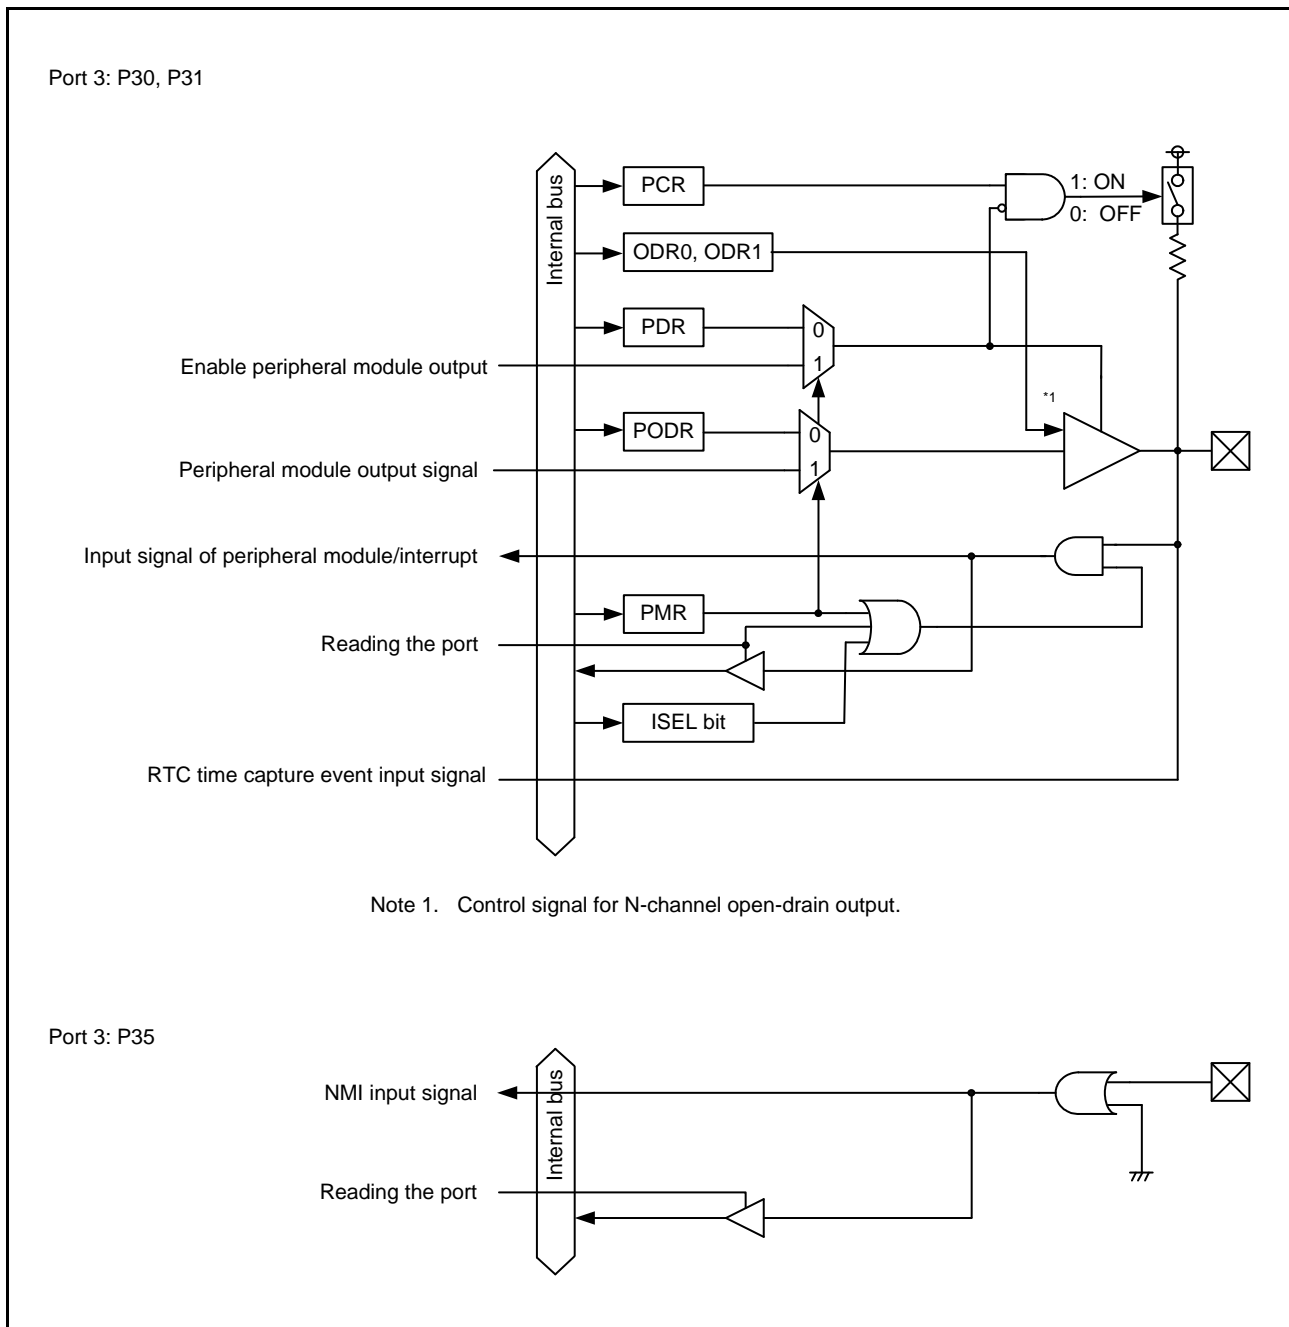 Port 3: P30, P31
Internal bus
PCR
1: ON
0: OFF
ODR0, ODR1
PDR
0
Enable peripheral module output
1
*1
PODR
0
Peripheral module output signal
1
Input signal of peripheral module/interrupt
PMR
Reading the port
ISEL bit
RTC time capture event input signal
Note 1. Control signal for N-channel open-drain output.
Port 3: P35
Internal bus
NMI input signal
Reading the port